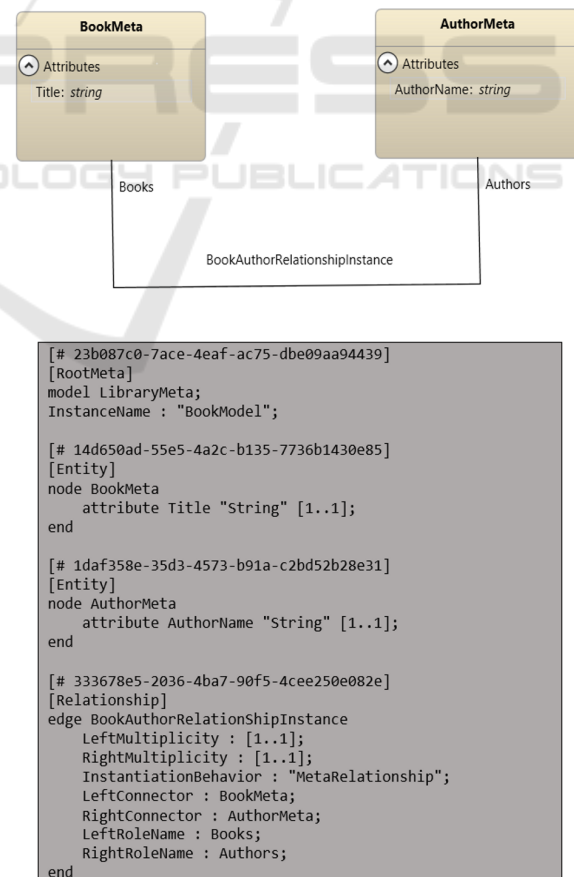 BookMeta
Attributes
Title: string
AuthorMeta
Attributes
AuthorName: string
Books
Authors
BookAuthorRelationshipInstance
[# 23b087c0-7ace-4eaf-ac75-dbe09aa94439]
[RootMeta]
model LibraryMeta;
InstanceName : "BookModel";
[# 14d650ad-55e5-4a2c-b135-7736b1430e85]
[Entity]
node BookMeta
attribute Title "String" [1..1];
end
[# 1daf358e-35d3-4573-b91a-c2bd52b28e31]
[Entity]
node AuthorMeta
attribute AuthorName "String" [1..1];
end
[# 333678e5-2036-4ba7-90f5-4cee250e082e]
[Relationship]
edge BookAuthorRelationShipInstance
LeftMultiplicity : [1..1];
RightMultiplicity : [1..1];
InstantiationBehavior : "MetaRelationship";
LeftConnector : BookMeta;
RightConnector : AuthorMeta;
LeftRoleName : Books;
RightRoleName : Authors;
end